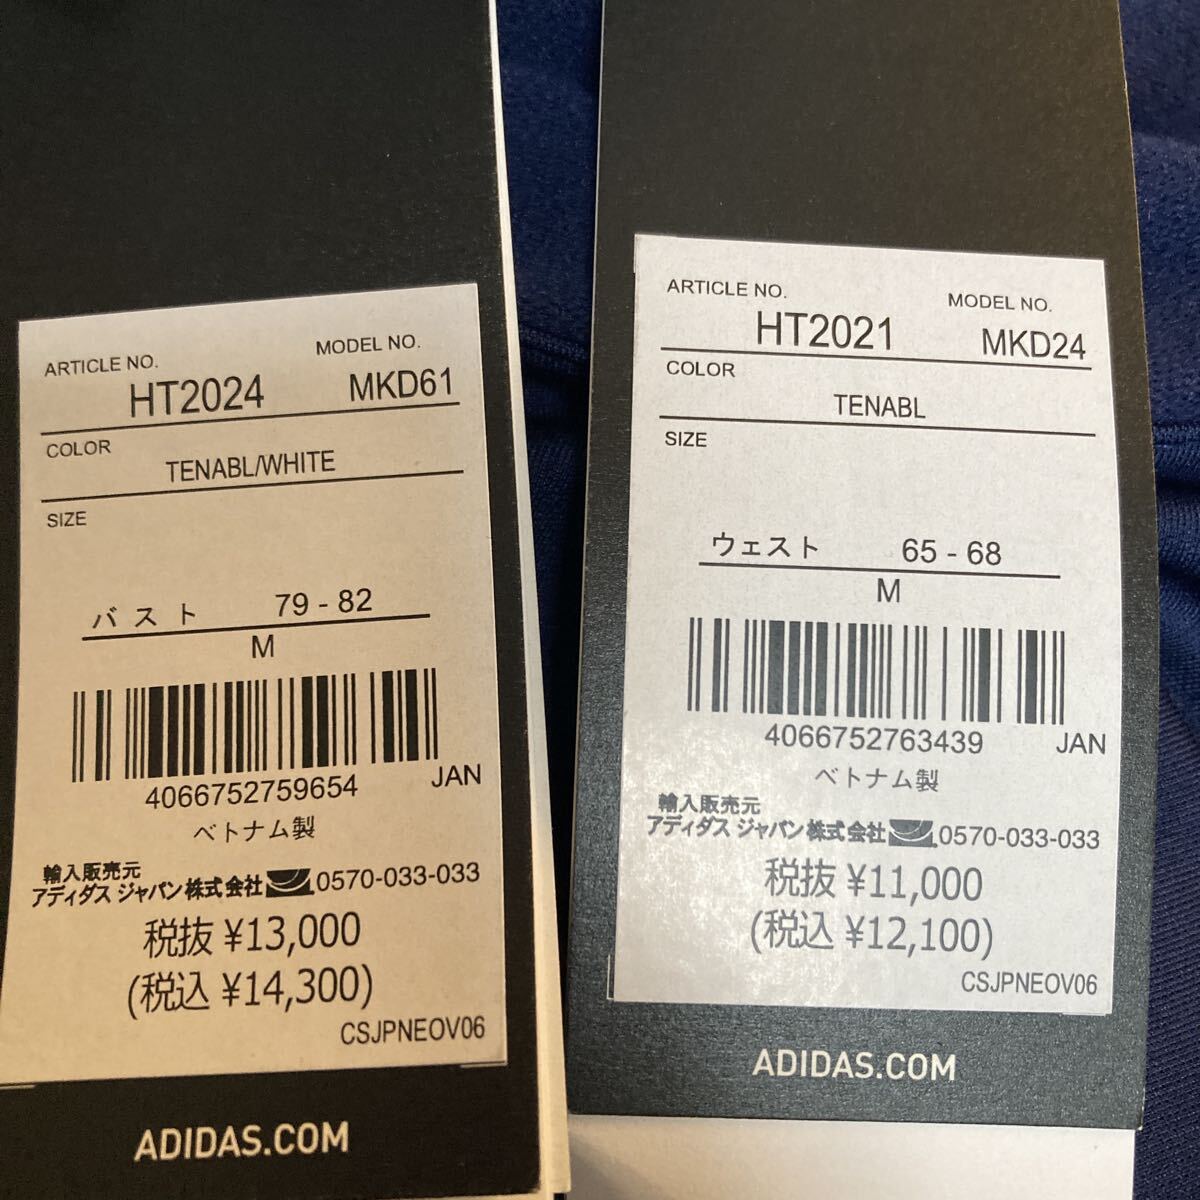 ARTICLE NO. MODEL NO.
HT2024 MKD61
COLOR
TENABL/WHITE
SIZE
バスト 79 - 82
M
4066752759654 JAN
ベトナム製
輸入販売元
アディダス ジャパン株式会社 0570-033-033
税抜 ¥13,000
(税込 ¥14,300)
CSJPNEOV06
ADIDAS.COM
ARTICLE NO. MODEL NO.
HT2021 MKD24
COLOR
TENABL
SIZE
ウェスト 65 - 68
M
4066752763439 JAN
ベトナム製
輸入販売元
アディダス ジャパン株式会社 0570-033-033
税抜 ¥11,000
(税込 ¥12,100)
CSJPNEOV06
ADIDAS.COM